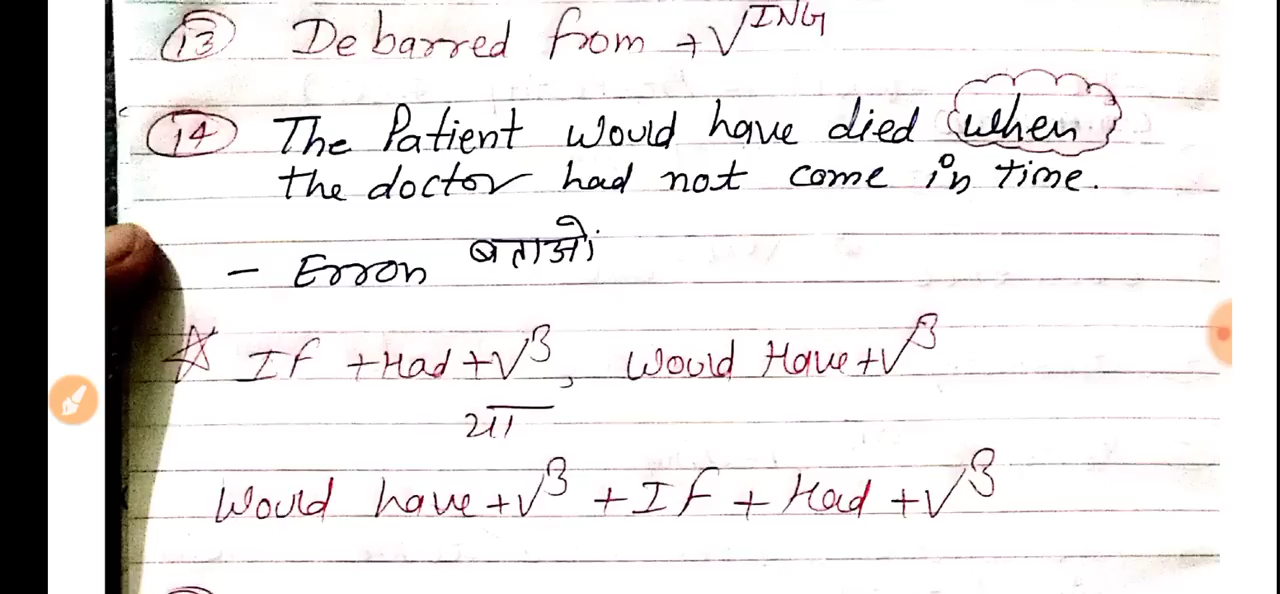 13 Debarred from + V^ING
14 The Patient would have died when
the doctor had not come in time.
- Error बताओं
☆ If + Had + V^3, Would Have + V^3
या
Would have + V^3 + If + Had + V^3